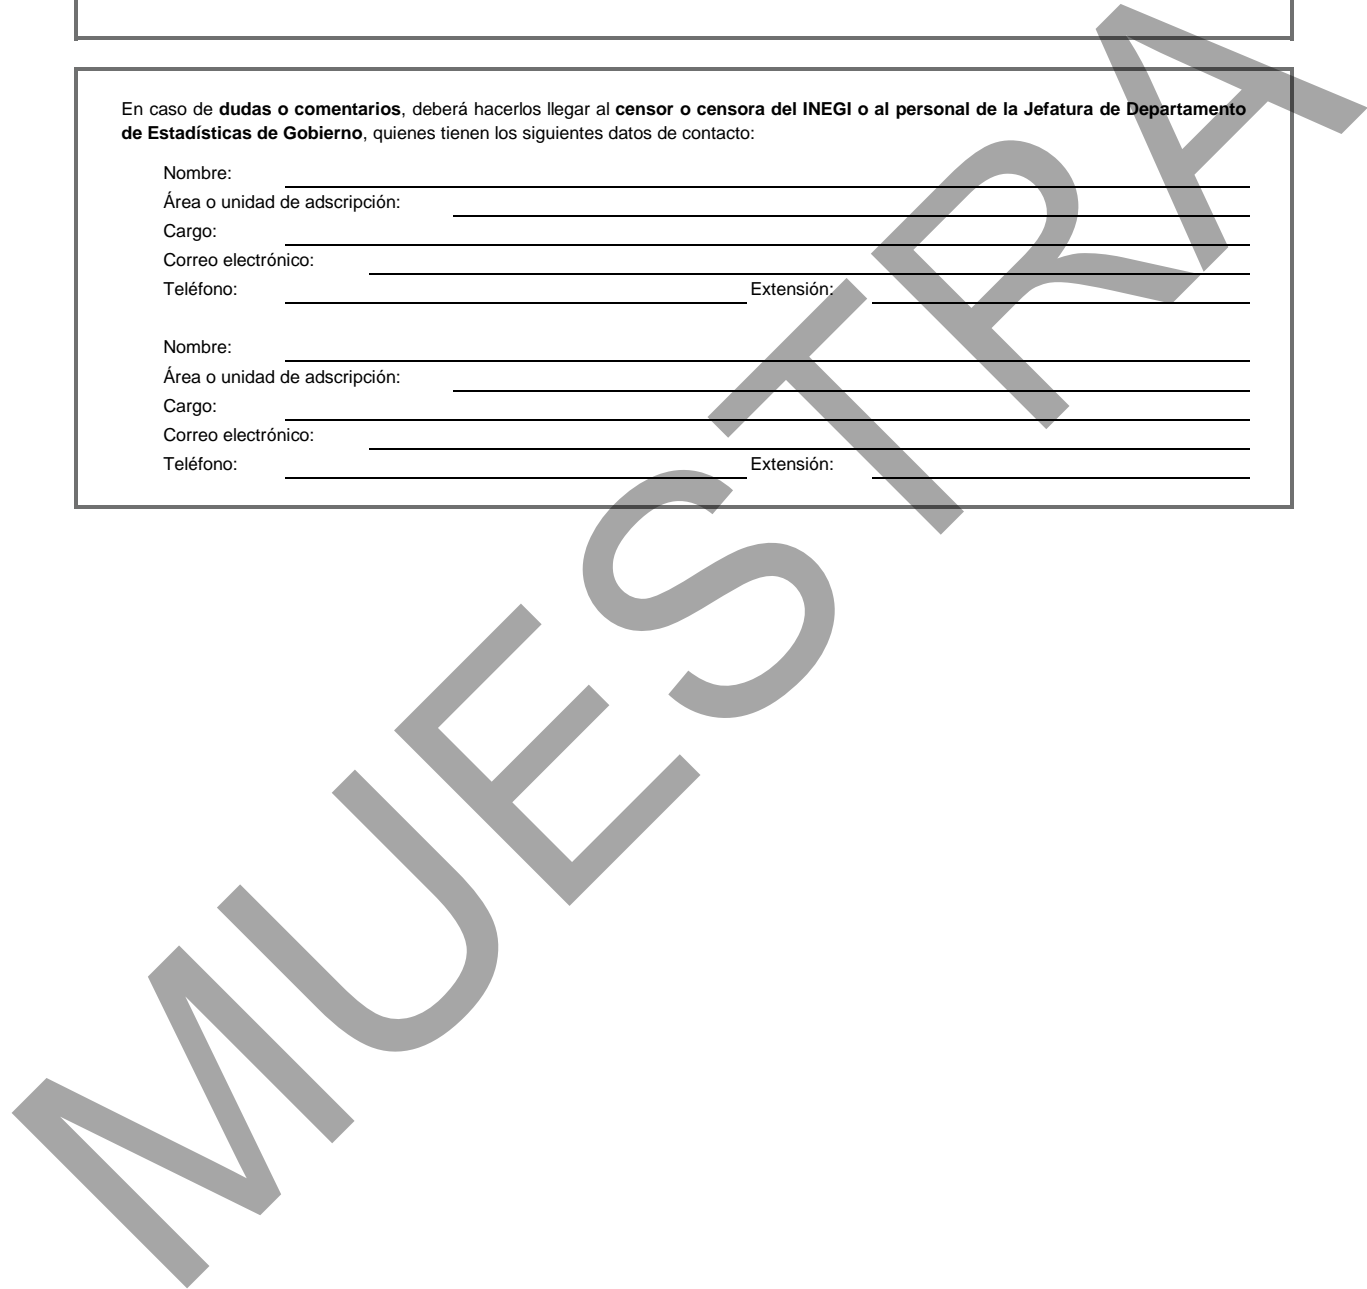 En caso de dudas o comentarios, deberá hacerlos llegar al censor o censora del INEGI o al personal de la Jefatura de Departamento
de Estadísticas de Gobierno, quienes tienen los siguientes datos de contacto:
Nombre:
Área o unidad de adscripción:
Cargo:
Correo electrónico:
Teléfono: Extensión:
Nombre:
Área o unidad de adscripción:
Cargo:
Correo electrónico:
Teléfono: Extensión:
MUESTRA